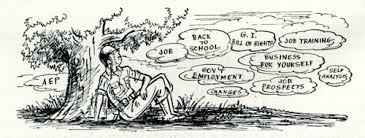 JOB
BACK
TO
SCHOOL
G.I.
BILL OF RIGHTS
JOB TRAINING
BUSINESS
FOR YOURSELF
GOV'T
EMPLOYMENT
CHANGES
JOB
PROSPECTS
SELF
ANALYSIS
AEP